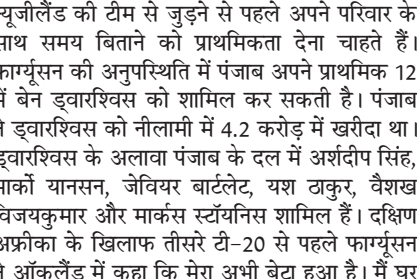 न्यूजीलैंड की टीम से जुड़ने से पहले अपने परिवार के
साथ समय बिताने को प्राथमिकता देना चाहते हैं।
फार्ग्यूसन की अनुपस्थिति में पंजाब अपने प्राथमिक 12
में बेन ड्वारश्विस को शामिल कर सकती है। पंजाब
ने ड्वारश्विस को नीलामी में 4.2 करोड़ में खरीदा था।
ड्वारश्विस के अलावा पंजाब के दल में अर्शदीप सिंह,
मार्को यानसन, जेवियर बार्टलेट, यश ठाकुर, वैशख
विजयकुमार और मार्कस स्टॉयनिस शामिल हैं। दक्षिण
अफ्रीका के खिलाफ तीसरे टी-20 से पहले फार्ग्यूसन
ने ऑकलैंड में कहा कि मेरा अभी बेटा हुआ है। मैं घर